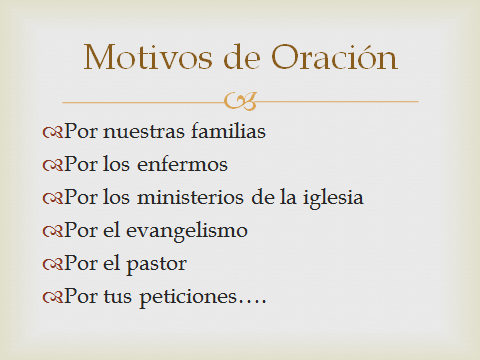 Motivos de Oración
Por nuestras familias
Por los enfermos
Por los ministerios de la iglesia
Por el evangelismo
Por el pastor
Por tus peticiones….